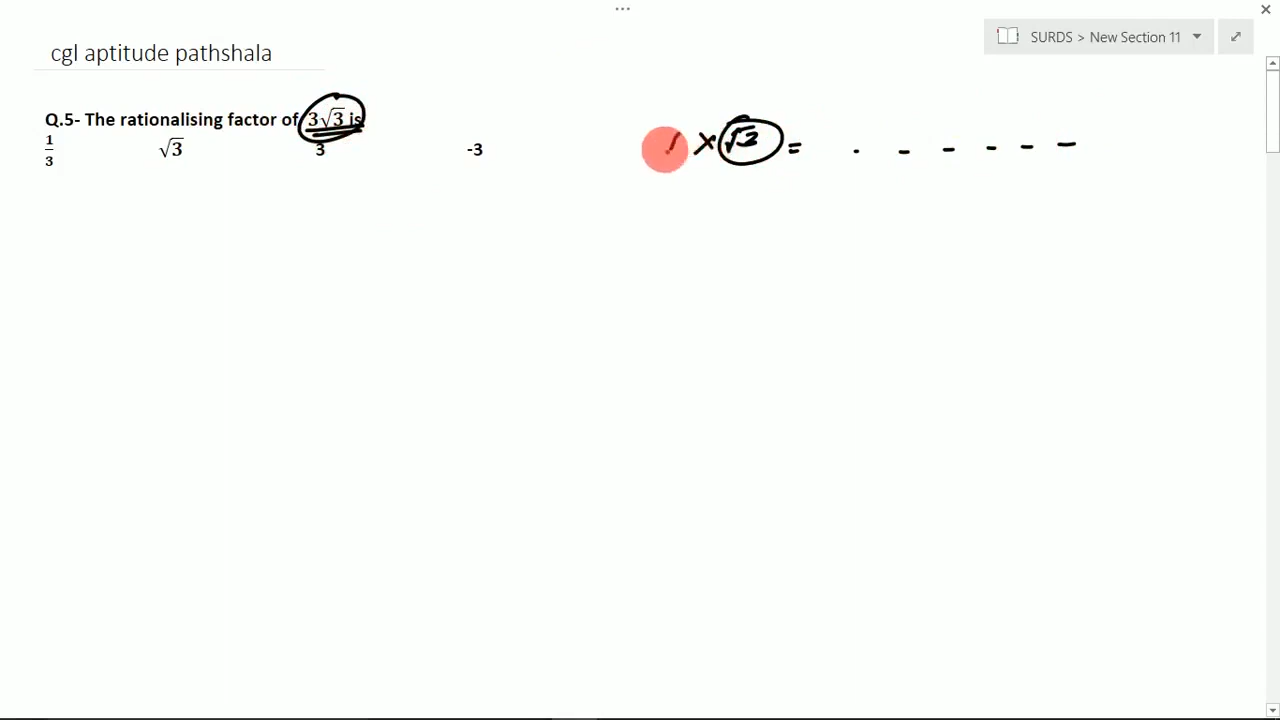 ...
cgl aptitude pathshala
SURDS > New Section 11
Q.5- The rationalising factor of 3√3 is
1/3 √3 3 -3
× √3 = . - - - - -